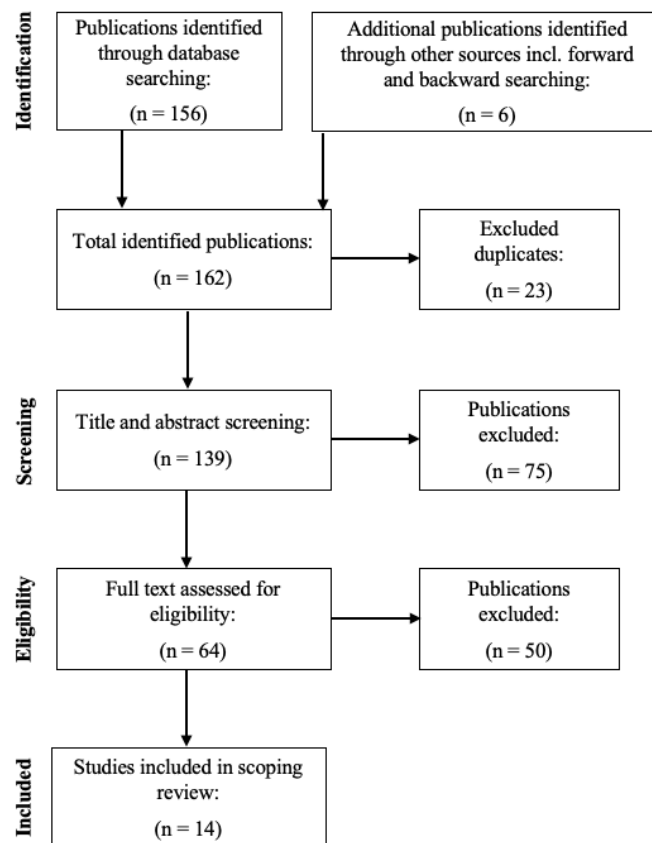 Identification
Publications identified
through database
searching:
(n = 156)
Additional publications identified
through other sources incl. forward
and backward searching:
(n = 6)
Total identified publications:
(n = 162)
Excluded
duplicates:
(n = 23)
Screening
Title and abstract screening:
(n = 139)
Publications
excluded:
(n = 75)
Eligibility
Full text assessed for
eligibility:
(n = 64)
Publications
excluded:
(n = 50)
Included
Studies included in scoping
review:
(n = 14)